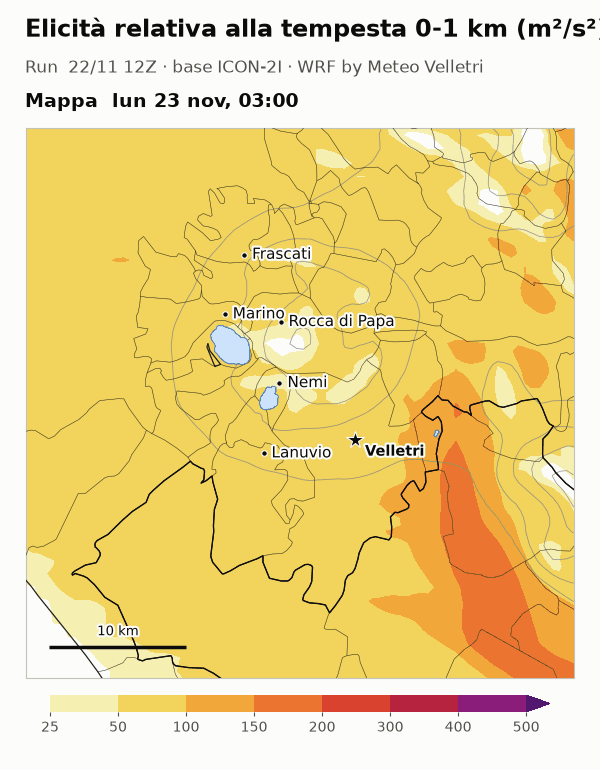 Elicità relativa alla tempesta 0-1 km (m²/s²)
Run  22/11 12Z · base ICON-2I · WRF by Meteo Velletri
Mappa  lun 23 nov, 03:00
Frascati
Marino
Rocca di Papa
Nemi
Velletri
Lanuvio
10 km
25 50 100 150 200 300 400 500